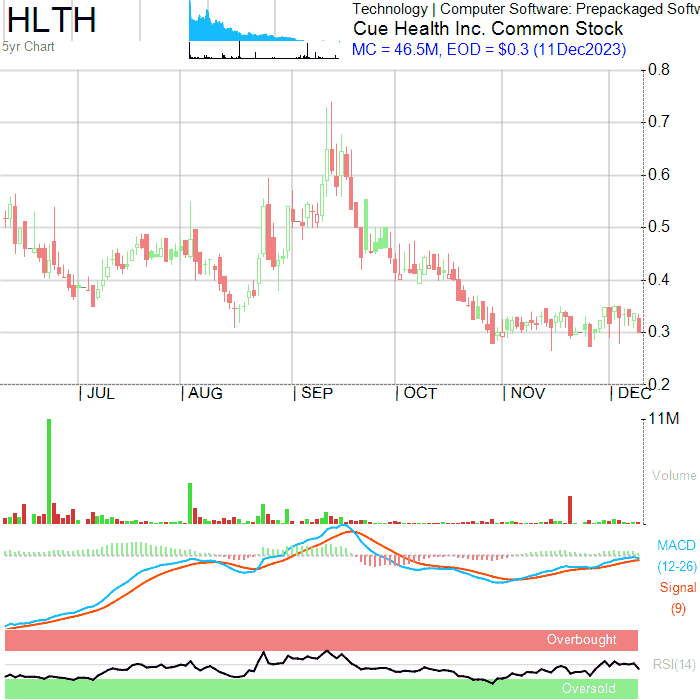 HLTH
5yr Chart
Technology | Computer Software: Prepackaged Softw
Cue Health Inc. Common Stock
MC = 46.5M, EOD = $0.3 (11Dec2023)
0.8
0.7
0.6
0.5
0.4
0.3
0.2
|JUL |AUG |SEP |OCT |NOV |DEC
11M
Volume
MACD
(12-26)
Signal
(9)
Overbought
RSI(14)
Oversold